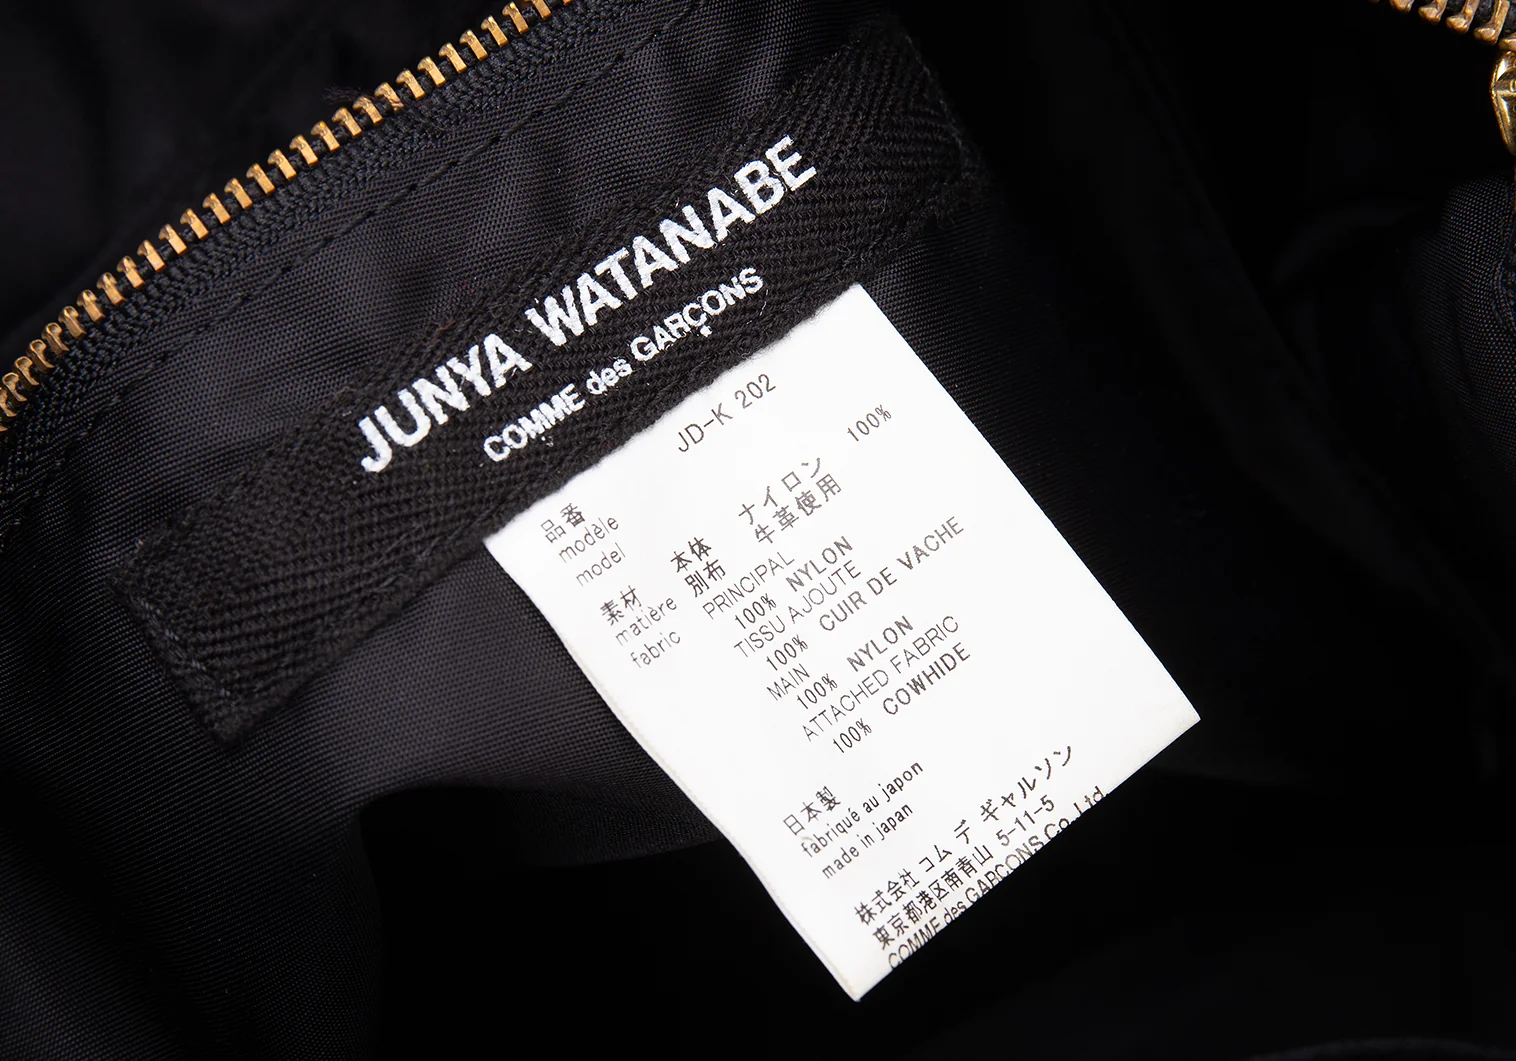 JUNYA WATANABE
COMME des GARÇONS
品番 JD-K 202
modèle
model
素材 本体 ナイロン 100%
matière 別布 牛革使用
fabric PRINCIPAL
100% NYLON
TISSU AJOUTE
100% CUIR DE VACHE
MAIN
100% NYLON
ATTACHED FABRIC
100% COWHIDE
日本製
fabriqué au japon
made in japan
株式会社 コム デ ギャルソン
東京都港区南青山 5-11-5
COMME des GARCONS Co., Ltd.